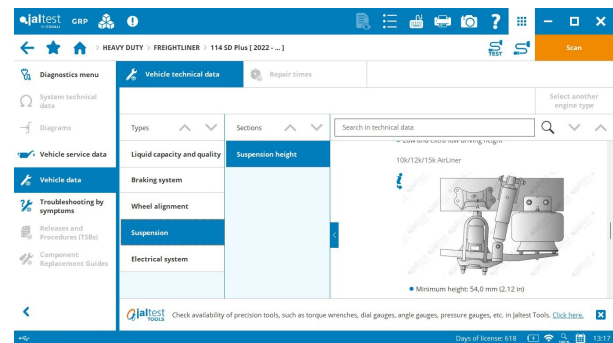 jaltest GRP
HEAVY DUTY > FREIGHTLINER > 114 SD Plus [ 2022 - ...]
TEST
Scan
Diagnostics menu
System technical data
Diagrams
Vehicle service data
Vehicle data
Troubleshooting by symptoms
Releases and Procedures (TSBs)
Component Replacement Guides
Vehicle technical data
Repair times
Select another engine type
Types
Liquid capacity and quality
Braking system
Wheel alignment
Suspension
Electrical system
Sections
Suspension height
Search in technical data
Low and extra low driving height
10k/12k/15k AirLiner
• Minimum height: 54,0 mm (2.12 in)
jaltest TOOLS Check availability of precision tools, such as torque wrenches, dial gauges, angle gauges, pressure gauges, etc. in Jaltest Tools. Click here.
Days of license: 618
13:17